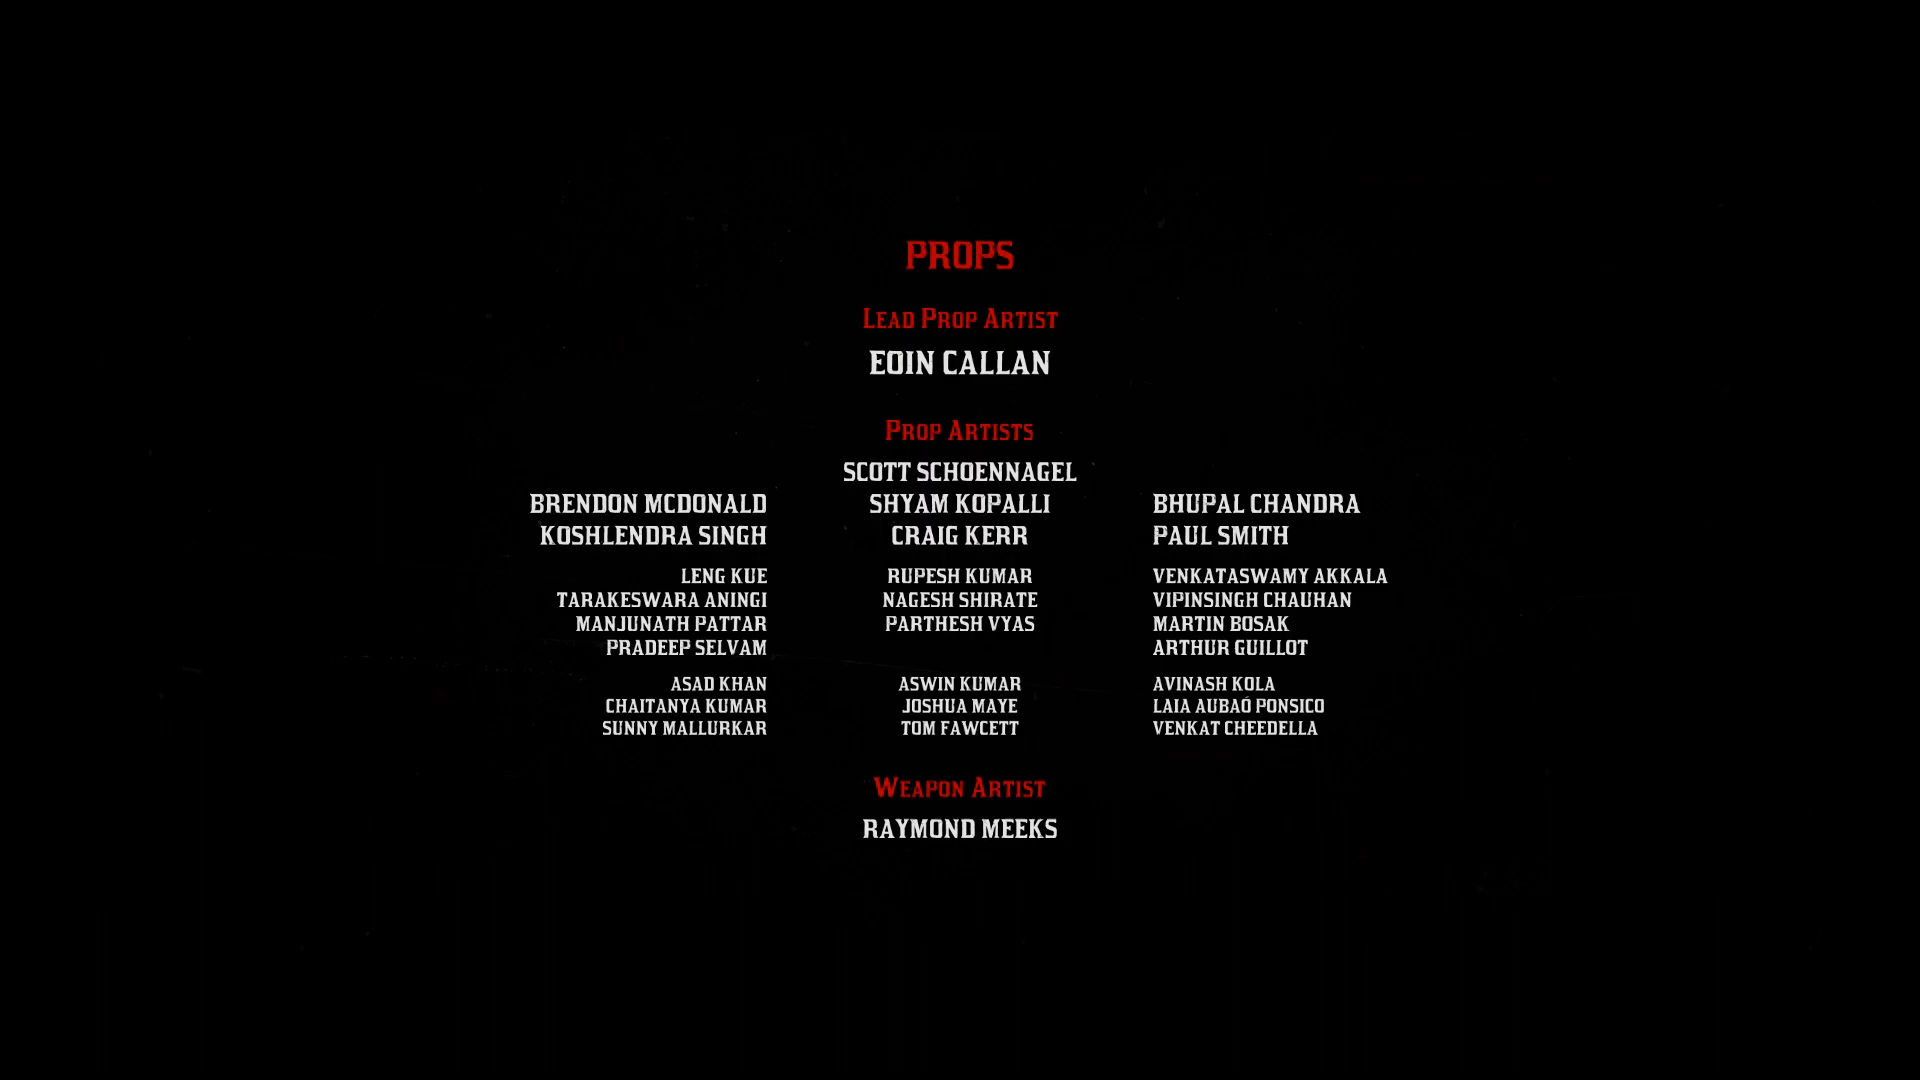 PROPS
LEAD PROP ARTIST
EOIN CALLAN
PROP ARTISTS
SCOTT SCHOENNAGEL
BRENDON MCDONALD SHYAM KOPALLI BHUPAL CHANDRA
KOSHLENDRA SINGH CRAIG KERR PAUL SMITH
LENG KUE RUPESH KUMAR VENKATASWAMY AKKALA
TARAKESWARA ANINGI NAGESH SHIRATE VIPINSINGH CHAUHAN
MANJUNATH PATTAR PARTHESH VYAS MARTIN BOSAK
PRADEEP SELVAM ARTHUR GUILLOT
ASAD KHAN ASWIN KUMAR AVINASH KOLA
CHAITANYA KUMAR JOSHUA MAYE LAIA AUBAÓ PONSICO
SUNNY MALLURKAR TOM FAWCETT VENKAT CHEEDELLA
WEAPON ARTIST
RAYMOND MEEKS